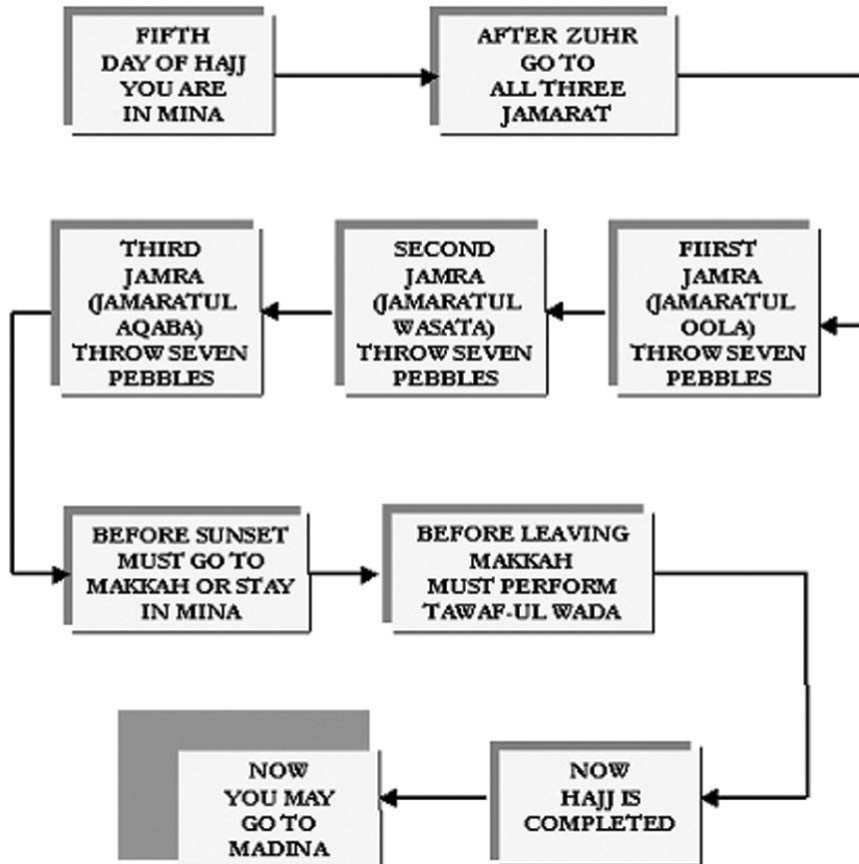 FIFTH
DAY OF HAJJ
YOU ARE
IN MINA
AFTER ZUHR
GO TO
ALL THREE
JAMARAT
FIIRST
JAMRA
(JAMARATUL
OOLA)
THROW SEVEN
PEBBLES
SECOND
JAMRA
(JAMARATUL
WASATA)
THROW SEVEN
PEBBLES
THIRD
JAMRA
(JAMARATUL
AQABA)
THROW SEVEN
PEBBLES
BEFORE SUNSET
MUST GO TO
MAKKAH OR STAY
IN MINA
BEFORE LEAVING
MAKKAH
MUST PERFORM
TAWAF-UL WADA
NOW
HAJJ IS
COMPLETED
NOW
YOU MAY
GO TO
MADINA